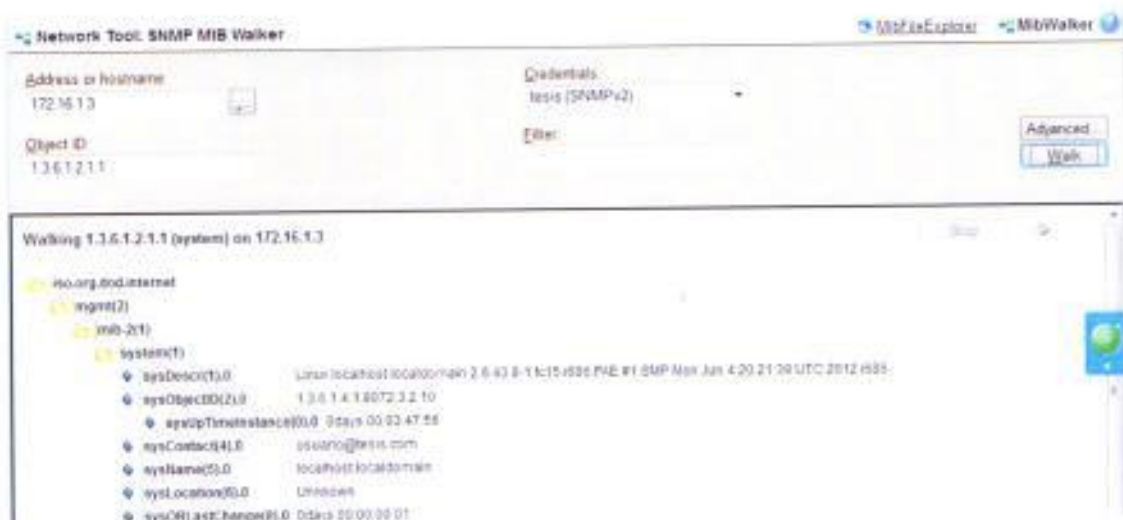 Network Tool: SNMP MIB Walker
MibFileExplorer MibWalker
Address or hostname
172.16.1.3
Credentials
tesis (SNMPv2)
Object ID
1.3.6.1.2.1.1
Filter
Advanced
Walk
Walking 1.3.6.1.2.1.1 (system) on 172.16.1.3
Stop
iso.org.dod.internet
mgmt(2)
mib-2(1)
system(1)
sysDescr(1).0 Linux localhost.localdomain 2.6.43.8-1.fc15.i686.PAE #1 SMP Mon Jun 4 20:21:39 UTC 2012 i686
sysObjectID(2).0 1.3.6.1.4.1.8072.3.2.10
sysUpTimeInstance(0).0 0days 00:03:47.56
sysContact(4).0 usuario@tesis.com
sysName(5).0 localhost.localdomain
sysLocation(6).0 Unknown
sysORLastChange(8).0 0days 00:00:00.01